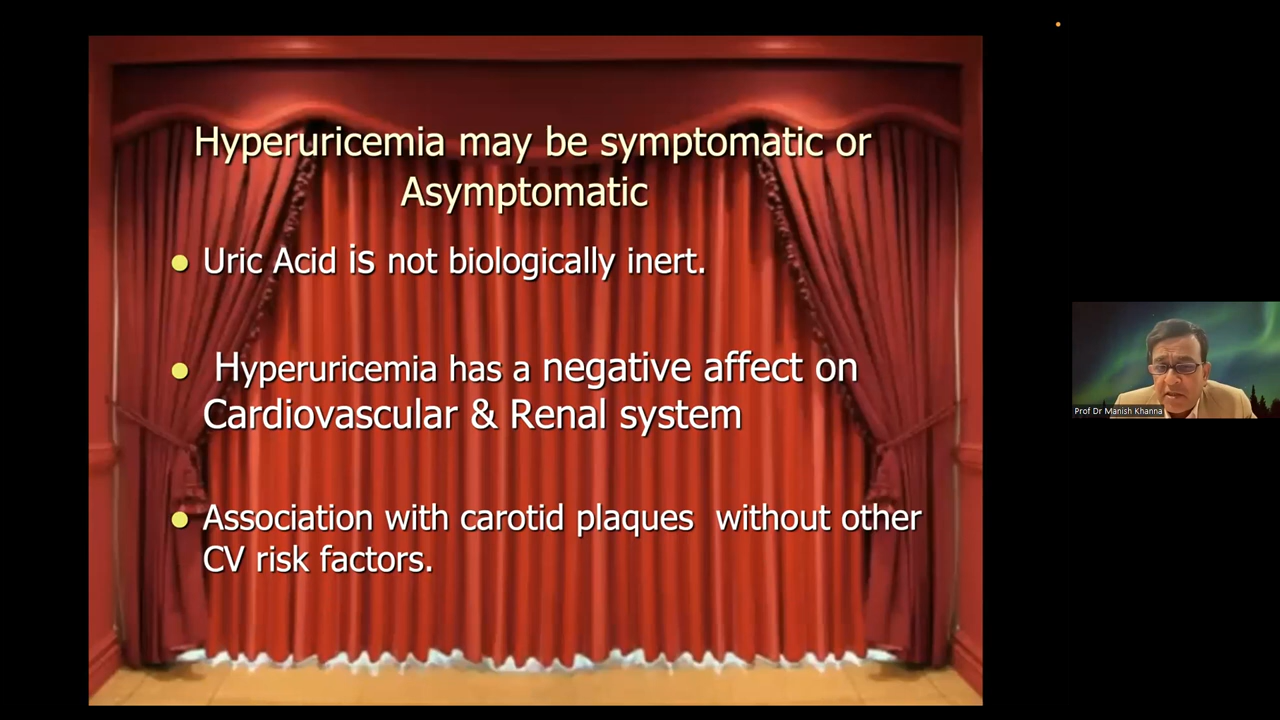 Hyperuricemia may be symptomatic or
Asymptomatic
• Uric Acid is not biologically inert.
• Hyperuricemia has a negative affect on
Cardiovascular & Renal system
• Association with carotid plaques without other
CV risk factors.
Prof Dr Manish Khanna